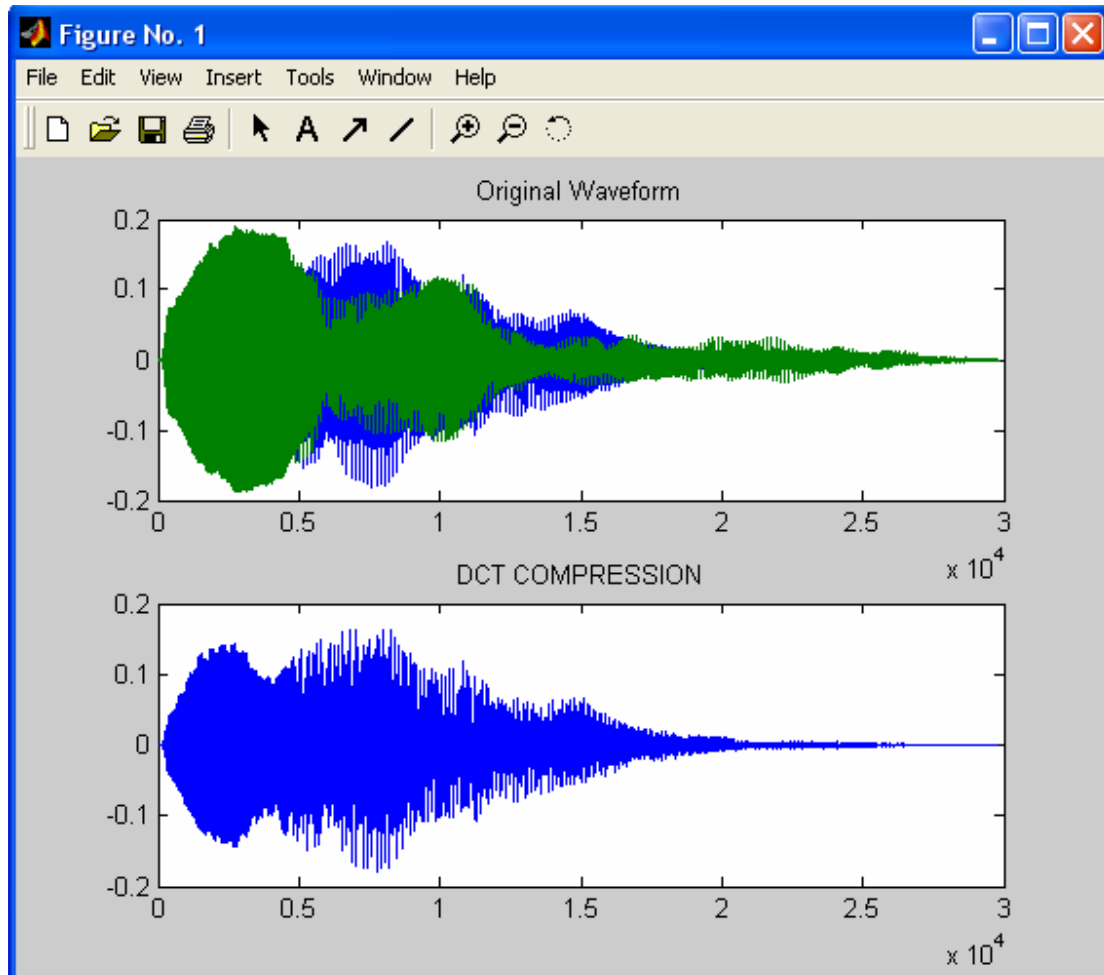 Figure No. 1
File Edit View Insert Tools Window Help
A
Original Waveform
0.2
0.1
0
-0.1
-0.2
0 0.5 1 1.5 2 2.5 3
x 10^4
DCT COMPRESSION
0.2
0.1
0
-0.1
-0.2
0 0.5 1 1.5 2 2.5 3
x 10^4